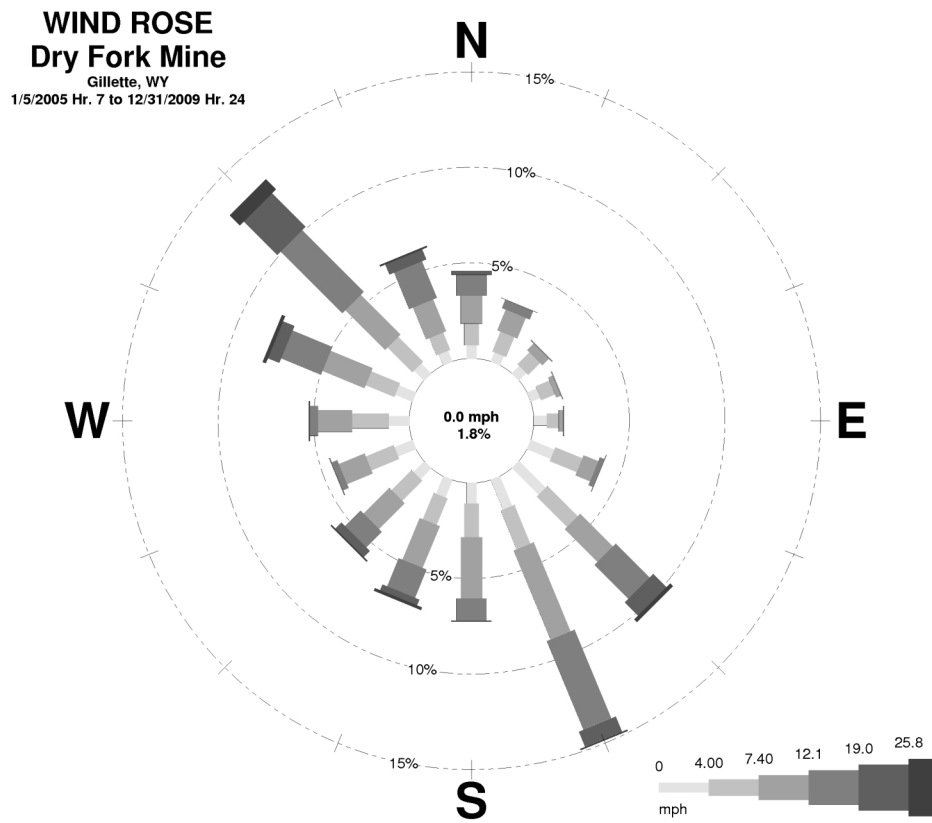 WIND ROSE
Dry Fork Mine
Gillette, WY
1/5/2005 Hr. 7 to 12/31/2009 Hr. 24
N
15%
10%
5%
W
0.0 mph
1.8%
E
5%
10%
15%
S
0 4.00 7.40 12.1 19.0 25.8
mph